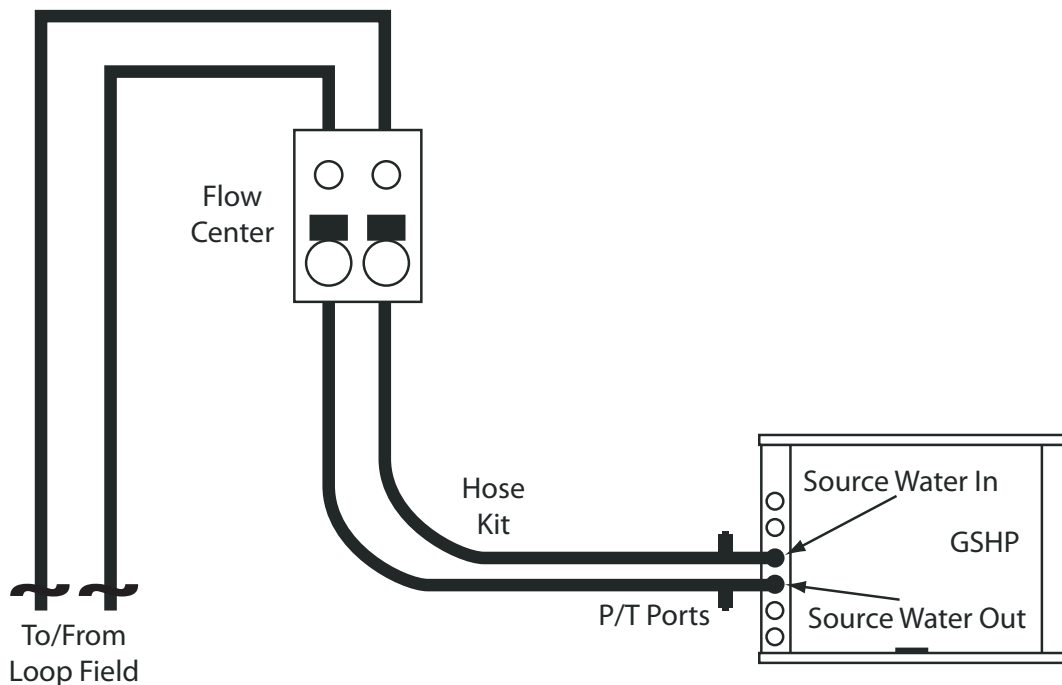 Flow
Center
Hose
Kit
Source Water In
GSHP
P/T Ports
Source Water Out
To/From
Loop Field